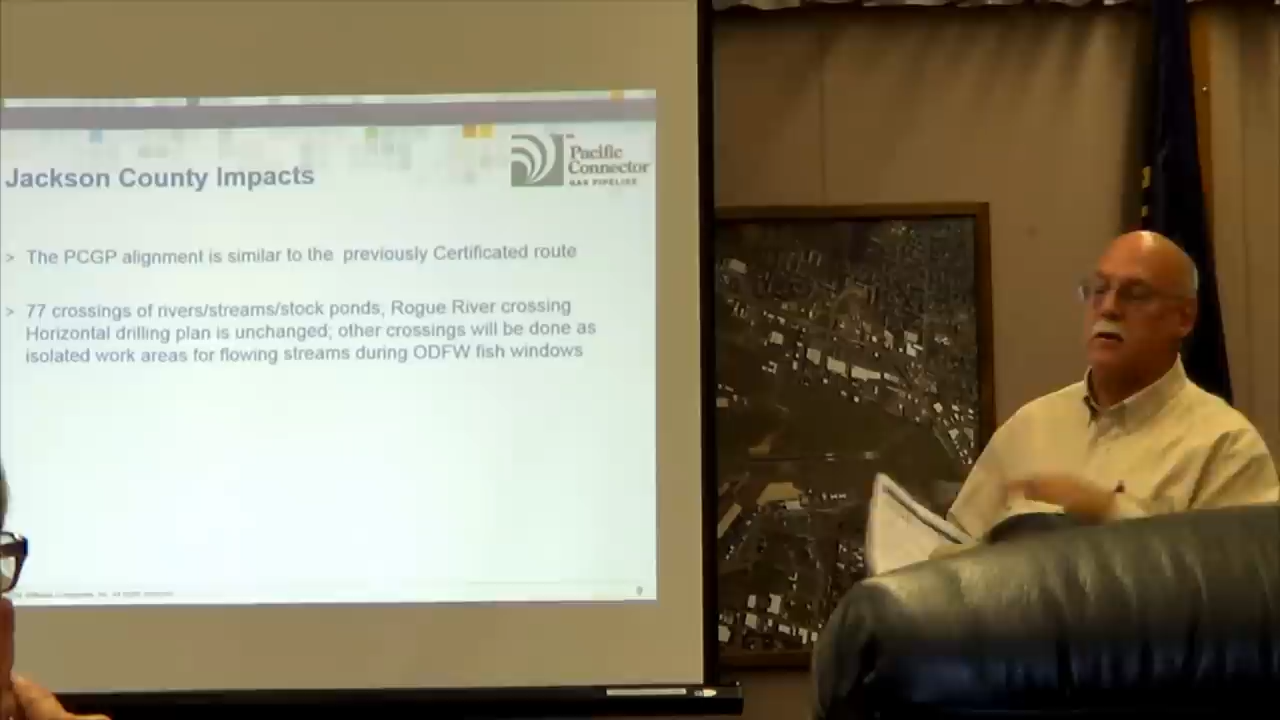 Jackson County Impacts
Pacific
Connector
GAS PIPELINE
> The PCGP alignment is similar to the previously Certificated route
> 77 crossings of rivers/streams/stock ponds, Rogue River crossing
Horizontal drilling plan is unchanged; other crossings will be done as
isolated work areas for flowing streams during ODFW fish windows